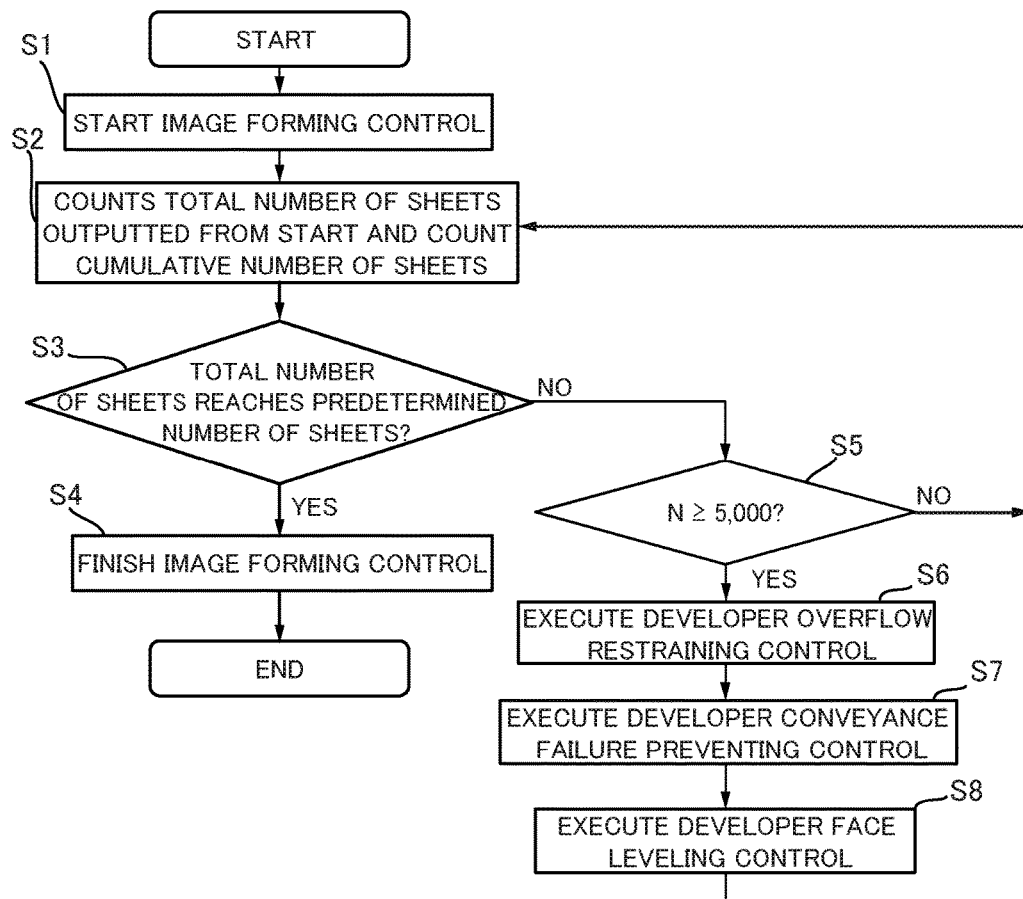 START
S1
START IMAGE FORMING CONTROL
S2
COUNTS TOTAL NUMBER OF SHEETS
OUTPUTTED FROM START AND COUNT
CUMULATIVE NUMBER OF SHEETS
S3
TOTAL NUMBER
OF SHEETS REACHES PREDETERMINED
NUMBER OF SHEETS?
NO
YES
S4
FINISH IMAGE FORMING CONTROL
END
S5
N ≥ 5,000?
NO
YES
S6
EXECUTE DEVELOPER OVERFLOW
RESTRAINING CONTROL
S7
EXECUTE DEVELOPER CONVEYANCE
FAILURE PREVENTING CONTROL
S8
EXECUTE DEVELOPER FACE
LEVELING CONTROL